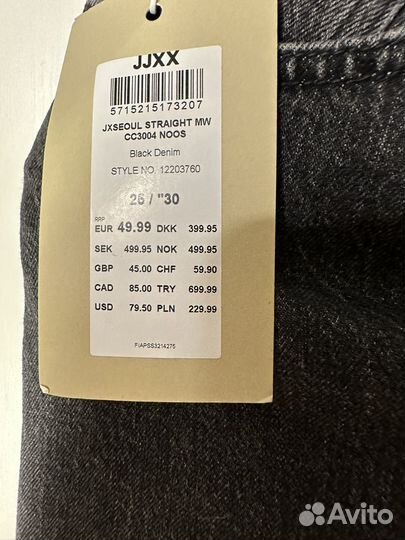 JJXX
5715215173207
JXSEOUL STRAIGHT MW
CC3004 NOOS
Black Denim
STYLE NO. 12203760
26 / "30
RRP
EUR 49.99 DKK 399.95
SEK 499.95 NOK 499.95
GBP 45.00 CHF 59.90
CAD 85.00 TRY 699.99
USD 79.50 PLN 229.99
FIAPSS3214275
Avito